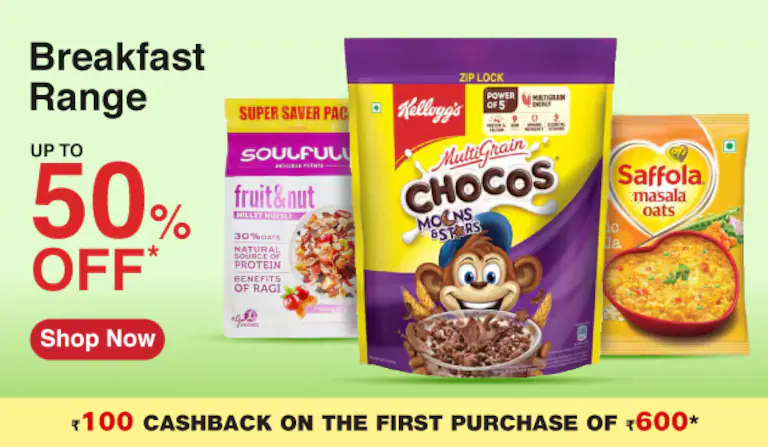 Breakfast
Range
UP TO
50%
OFF*
Shop Now
SUPER SAVER PAC
SOULFULL
fruit&nut
MILLET MUESLI
30% OATS
NATURAL
SOURCE OF
PROTEIN
BENEFITS
OF RAGI
ZIP LOCK
Kellogg's
POWER
OF 5
MULTIGRAIN
ENERGY
MultiGrain
CHOCOS
MOONS
& STARS
Saffola
masala
oats
₹100 CASHBACK ON THE FIRST PURCHASE OF ₹600*